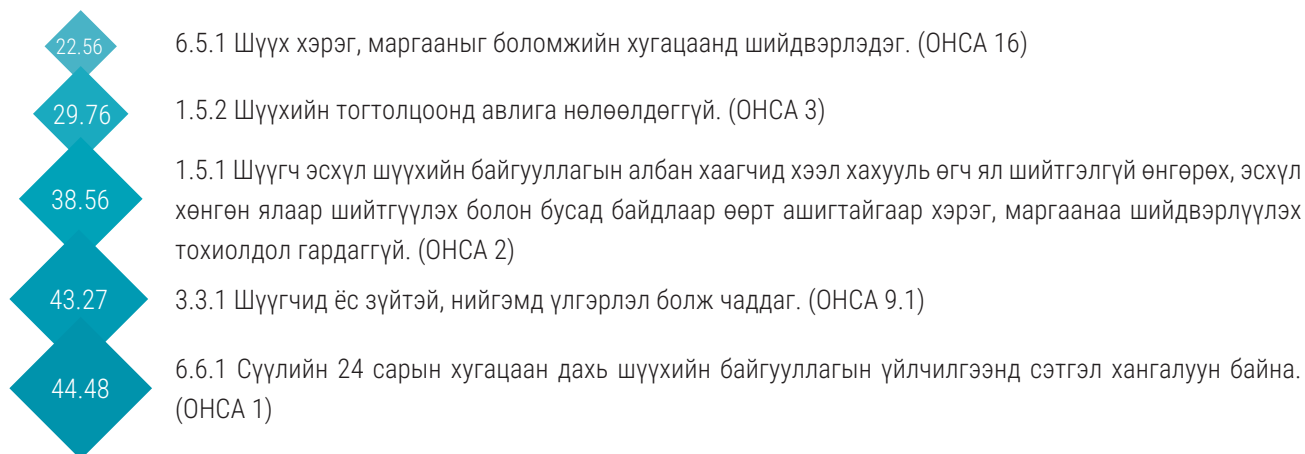 22.56
6.5.1 Шүүх хэрэг, маргааныг боломжийн хугацаанд шийдвэрлэдэг. (ОНСА 16)
29.76
1.5.2 Шүүхийн тогтолцоонд авлига нөлөөлдөггүй. (ОНСА 3)
38.56
1.5.1 Шүүгч эсхүл шүүхийн байгууллагын албан хаагчид хээл хахууль өгч ял шийтгэлгүй өнгөрөх, эсхүл
хөнгөн ялаар шийтгүүлэх болон бусад байдлаар өөрт ашигтайгаар хэрэг, маргаанаа шийдвэрлүүлэх
тохиолдол гардаггүй. (ОНСА 2)
43.27
3.3.1 Шүүгчид ёс зүйтэй, нийгэмд үлгэрлэл болж чаддаг. (ОНСА 9.1)
44.48
6.6.1 Сүүлийн 24 сарын хугацаан дахь шүүхийн байгууллагын үйлчилгээнд сэтгэл хангалуун байна.
(ОНСА 1)